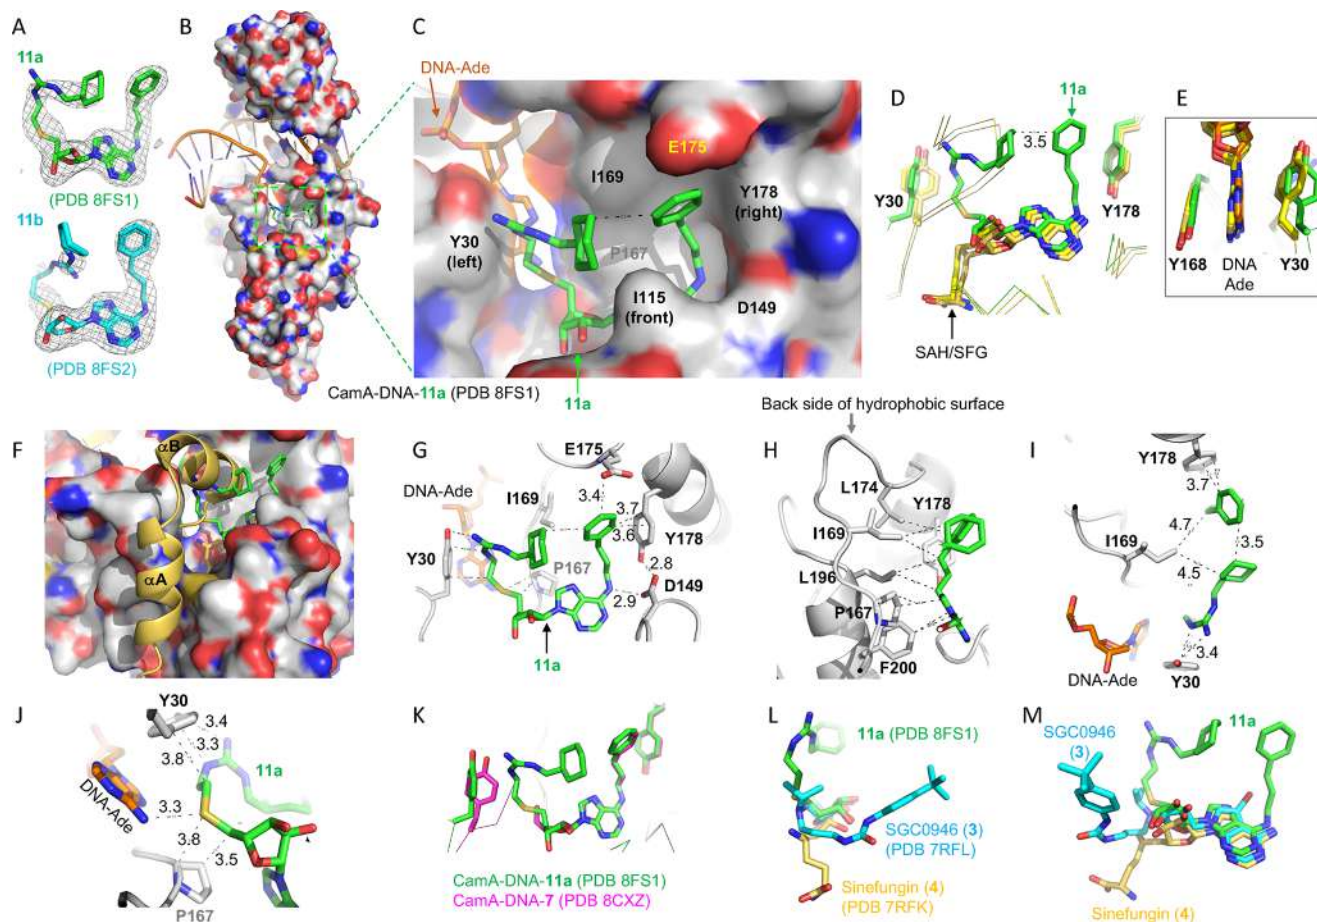 A
11a
(PDB 8FS1)
11b
(PDB 8FS2)
B
CamA-DNA-11a (PDB 8FS1)
C
DNA-Ade
E175
I169
Y178
(right)
Y30
(left)
P167
I115
(front)
D149
11a
D
11a
3.5
Y30
Y178
SAH/SFG
E
Y168
DNA
Ade
Y30
F
αB
αA
G
E175
DNA-Ade
I169
3.4
3.7
3.6
Y178
Y30
P167
2.8
D149
2.9
11a
Back side of hydrophobic surface
H
L174
Y178
I169
L196
P167
F200
I
Y178
3.7
4.7
I169
3.5
4.5
3.4
DNA-Ade
Y30
J
Y30
3.4
3.3
3.8
11a
DNA-Ade
3.3
3.8
3.5
P167
K
CamA-DNA-11a (PDB 8FS1)
CamA-DNA-7 (PDB 8CXZ)
L
11a (PDB 8FS1)
SGC0946 (3)
(PDB 7RFL)
Sinefungin (4)
(PDB 7RFK)
M
11a
SGC0946
(3)
Sinefungin (4)